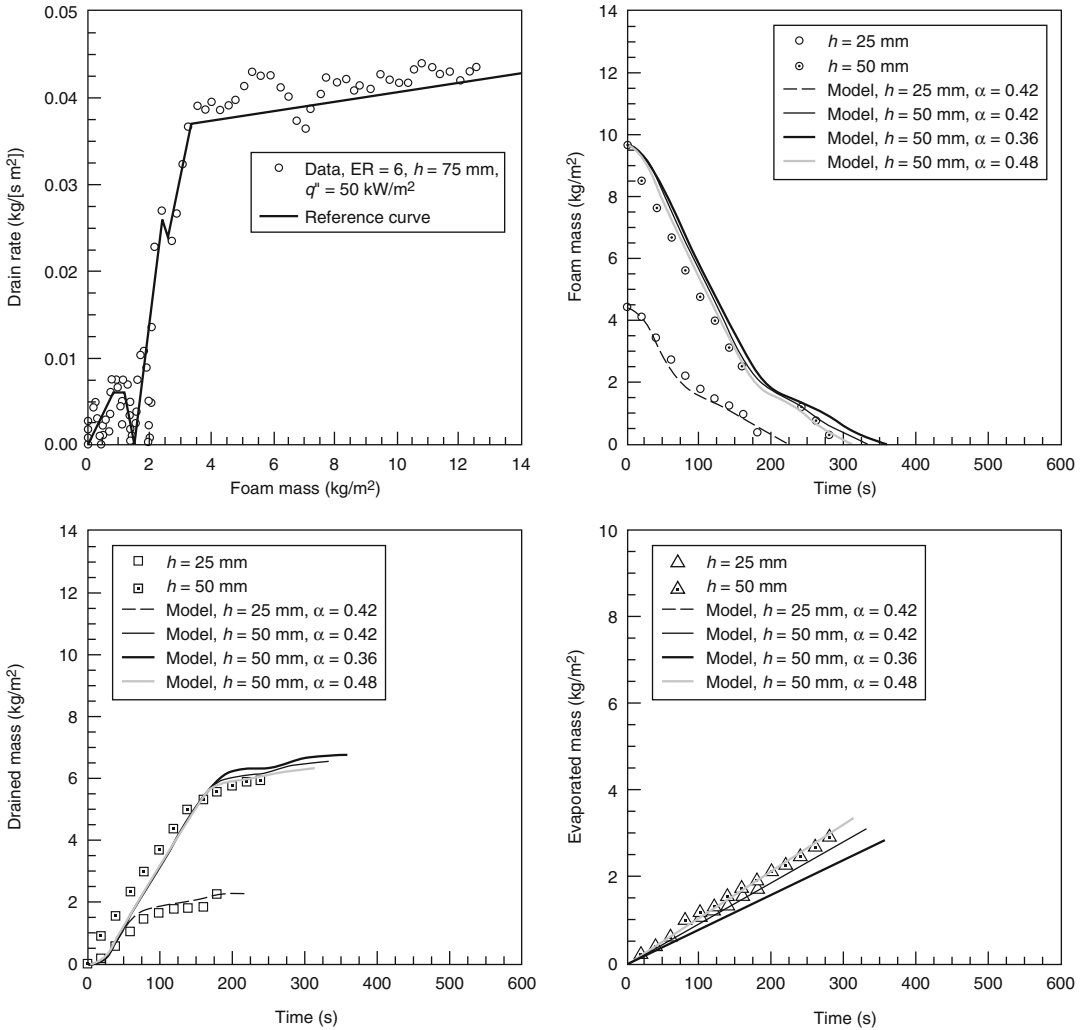 0.05
0.04
0.03
0.02
0.01
0.00
Drain rate (kg/[s m2])
0 2 4 6 8 10 12 14
Foam mass (kg/m2)
Data, ER = 6, h = 75 mm,
q" = 50 kW/m2
Reference curve
14
12
10
8
6
4
2
0
Foam mass (kg/m2)
0 100 200 300 400 500 600
Time (s)
h = 25 mm
h = 50 mm
Model, h = 25 mm, α = 0.42
Model, h = 50 mm, α = 0.42
Model, h = 50 mm, α = 0.36
Model, h = 50 mm, α = 0.48
14
12
10
8
6
4
2
0
Drained mass (kg/m2)
0 100 200 300 400 500 600
Time (s)
h = 25 mm
h = 50 mm
Model, h = 25 mm, α = 0.42
Model, h = 50 mm, α = 0.42
Model, h = 50 mm, α = 0.36
Model, h = 50 mm, α = 0.48
10
8
6
4
2
0
Evaporated mass (kg/m2)
0 100 200 300 400 500 600
Time (s)
h = 25 mm
h = 50 mm
Model, h = 25 mm, α = 0.42
Model, h = 50 mm, α = 0.42
Model, h = 50 mm, α = 0.36
Model, h = 50 mm, α = 0.48